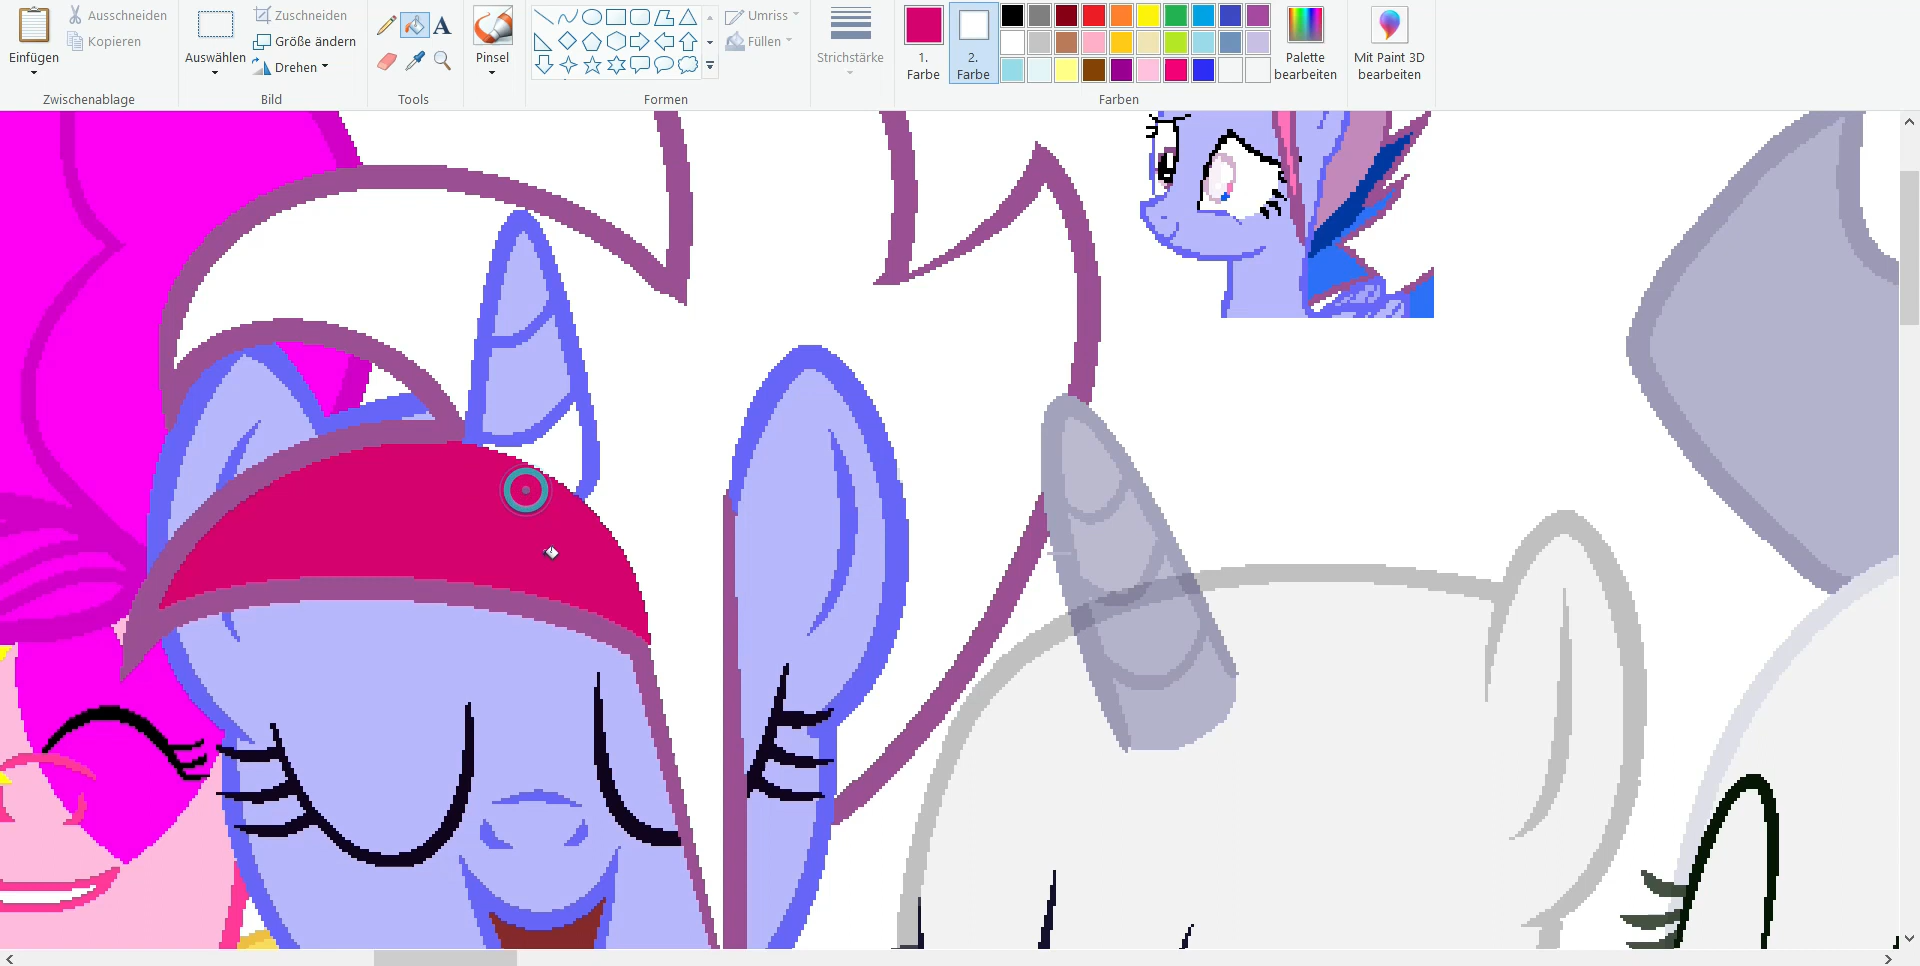 Einfügen
Ausschneiden
Kopieren
Zwischenablage
Auswählen
Zuschneiden
Größe ändern
Drehen
Bild
A
Tools
Pinsel
Umriss
Füllen
Formen
Strichstärke
1.
Farbe
2.
Farbe
Palette
bearbeiten
Farben
Mit Paint 3D
bearbeiten